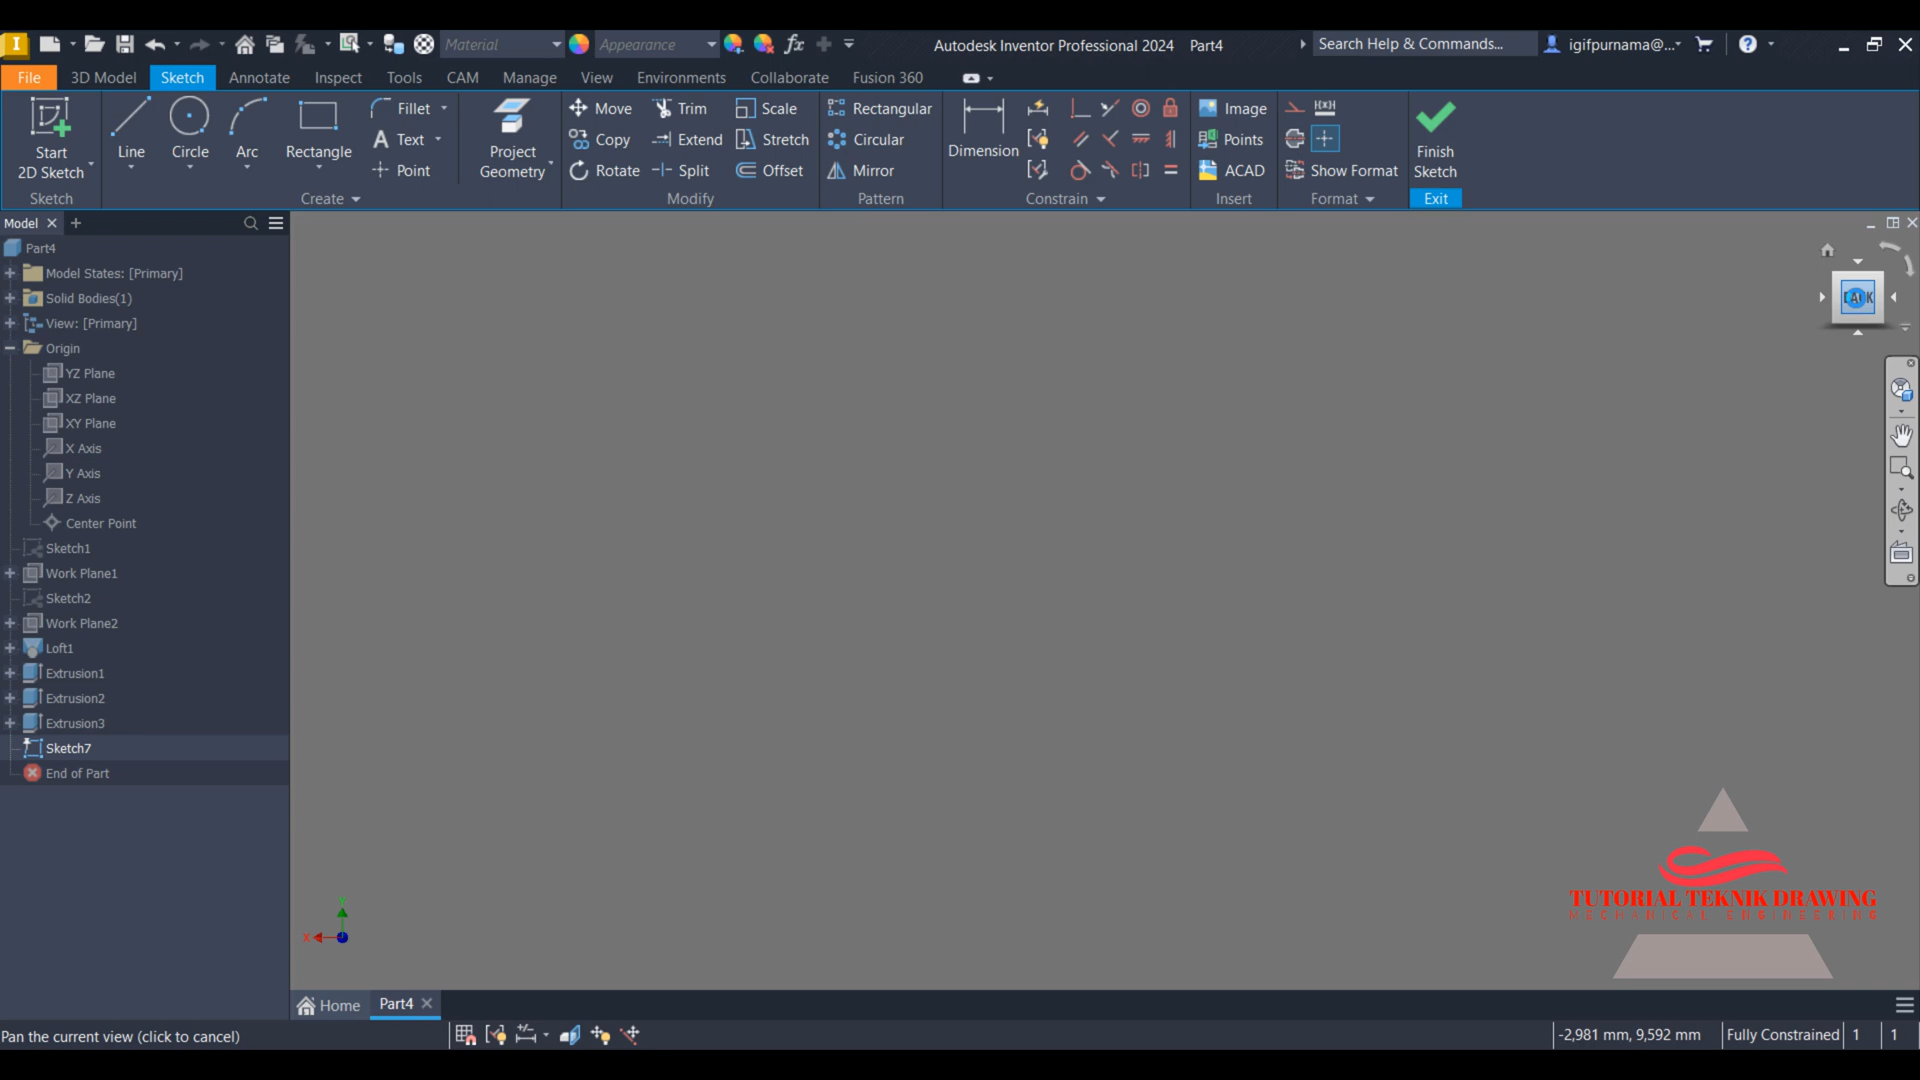 Material
Appearance
Autodesk Inventor Professional 2024 Part4
Search Help & Commands...
igifpurnama@...
File 3D Model Sketch Annotate Inspect Tools CAM Manage View Environments Collaborate Fusion 360
Start
2D Sketch
Line
Circle
Arc
Rectangle
Fillet
Text
Point
Project
Geometry
Move
Copy
Rotate
Trim
Extend
Split
Scale
Stretch
Offset
Rectangular
Circular
Mirror
Dimension
Image
Points
ACAD
Show Format
Finish
Sketch
Sketch
Create
Modify
Pattern
Constrain
Insert
Format
Exit
Model
Part4
Model States: [Primary]
Solid Bodies(1)
View: [Primary]
Origin
YZ Plane
XZ Plane
XY Plane
X Axis
Y Axis
Z Axis
Center Point
Sketch1
Work Plane1
Sketch2
Work Plane2
Loft1
Extrusion1
Extrusion2
Extrusion3
Sketch7
End of Part
X
TUTORIAL TEKNIK DRAWING
MECHANICAL ENGINEERING
Home
Part4
Pan the current view (click to cancel)
-2,981 mm, 9,592 mm
Fully Constrained
1
1